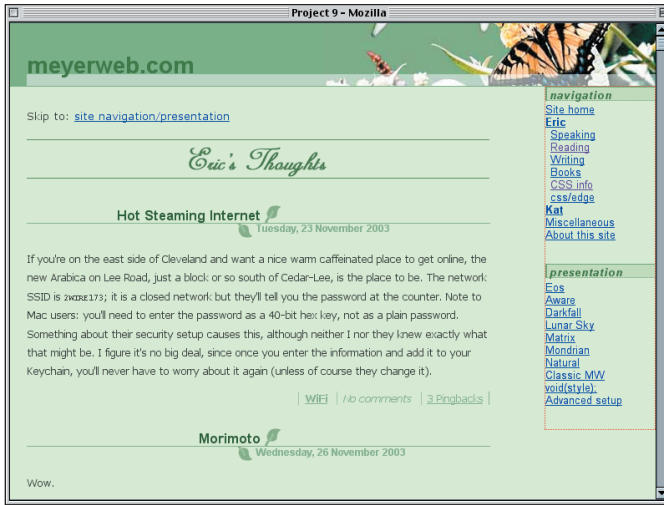 Project 9 – Mozilla
meyerweb.com
Skip to: site navigation/presentation
Eric's Thoughts
Hot Steaming Internet
Tuesday, 23 November 2003
If you're on the east side of Cleveland and want a nice warm caffeinated place to get online, the
new Arabica on Lee Road, just a block or so south of Cedar-Lee, is the place to be. The network
SSID is 2WIRE173; it is a closed network but they'll tell you the password at the counter. Note to
Mac users: you'll need to enter the password as a 40-bit hex key, not as a plain password.
Something about their security setup causes this, although neither I nor they knew exactly what
that might be. I figure it's no big deal, since once you enter the information and add it to your
Keychain, you'll never have to worry about it again (unless of course they change it).
WiFi | No comments | 3 Pingbacks
Morimoto
Wednesday, 26 November 2003
Wow.
navigation
Site home
Eric
Speaking
Reading
Writing
Books
CSS info
css/edge
Kat
Miscellaneous
About this site
presentation
Eos
Aware
Darkfall
Lunar Sky
Matrix
Mondrian
Natural
Classic MW
void(style);
Advanced setup